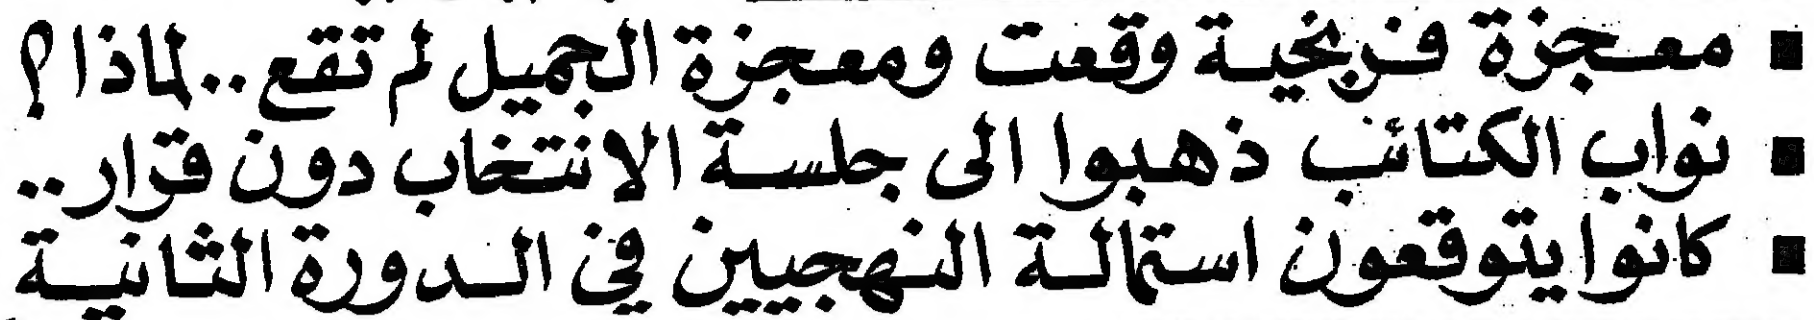 ■ معجزة فرنجية وقعت ومعجزة الجميل لم تقع .. لماذا ؟
■ نواب الكتائب ذهبوا الى جلسة الانتخاب دون قرار ..
■ كانوا يتوقعون استمالة النهجيين في الدورة الثانية